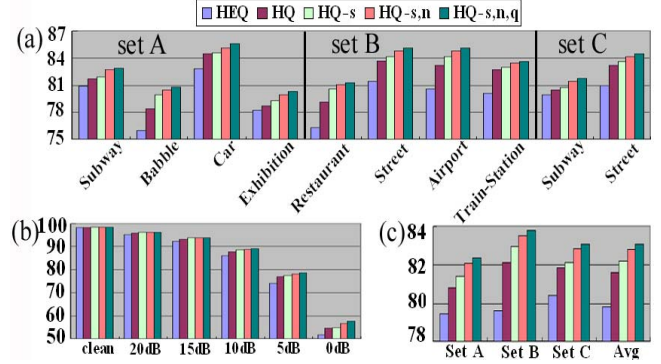 HEQ HQ HQ-s HQ-s,n HQ-s,n,q
(a) set A set B set C
87
84
81
78
75
Subway Babble Car Exhibition Restaurant Street Airport Train-Station Subway Street
(b)
100
90
80
70
60
50
clean 20dB 15dB 10dB 5dB 0dB
(c)
84
82
80
78
Set A Set B Set C Avg